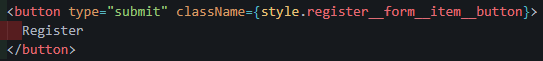 <button type="submit" className={style.register__form__item__button}>
Register
</button>